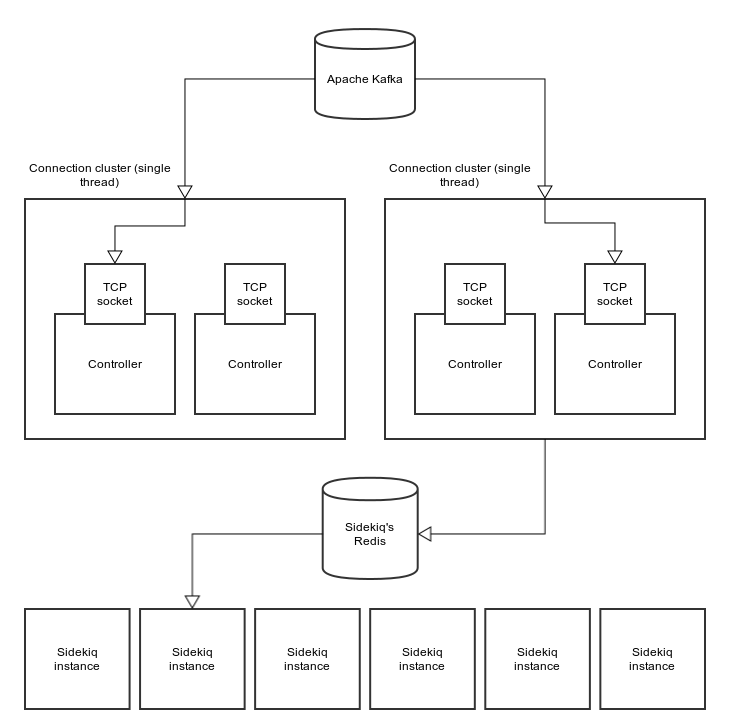 Apache Kafka
Connection cluster (single
thread)
Connection cluster (single
thread)
TCP
socket
TCP
socket
TCP
socket
TCP
socket
Controller
Controller
Controller
Controller
Sidekiq's
Redis
Sidekiq
instance
Sidekiq
instance
Sidekiq
instance
Sidekiq
instance
Sidekiq
instance
Sidekiq
instance